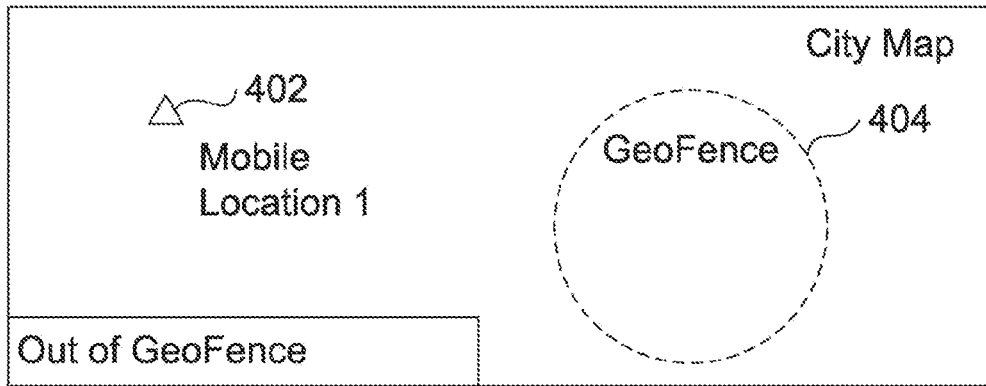 City Map
402
404
GeoFence
Mobile
Location 1
Out of GeoFence